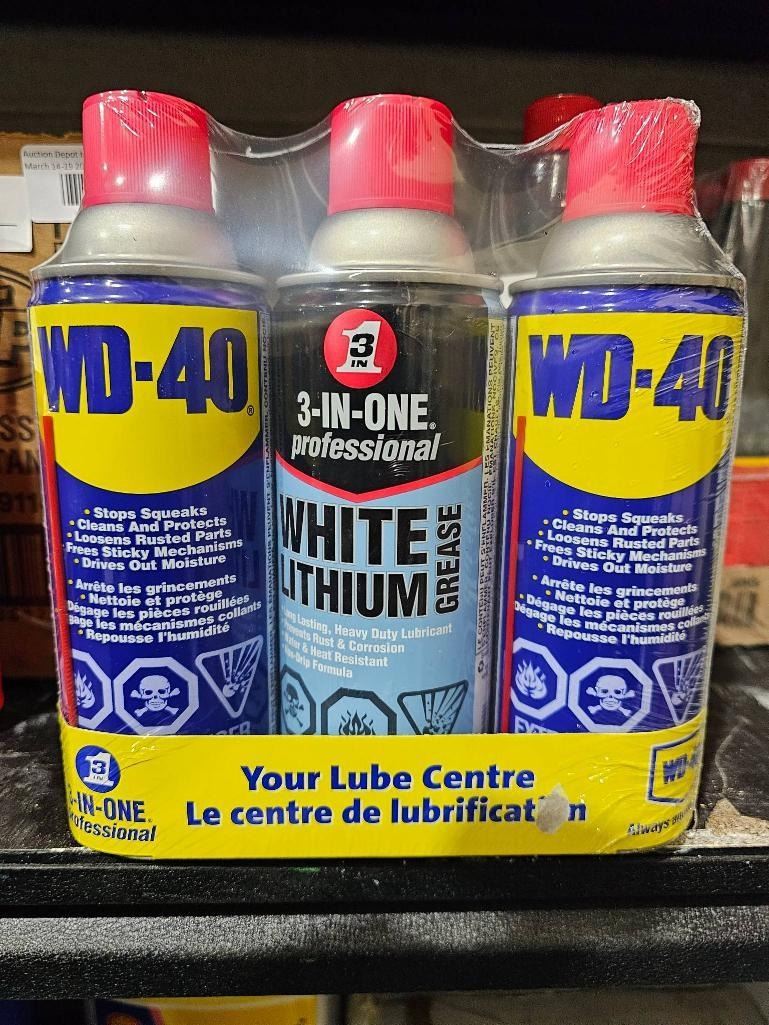 Auction Depot
March 14-19 20
WD-40®
• Stops Squeaks
• Cleans And Protects
• Loosens Rusted Parts
• Frees Sticky Mechanisms
• Drives Out Moisture
• Arrête les grincements
• Nettoie et protège
• Dégage les pièces rouillées
gage les mécanismes collants
• Repousse l'humidité
3
IN
1
3-IN-ONE®
professional
WHITE
LITHIUM
GREASE
Long Lasting, Heavy Duty Lubricant
Prevents Rust & Corrosion
Water & Heat Resistant
Non-Drip Formula
WD-40
• Stops Squeaks
• Cleans And Protects
• Loosens Rusted Parts
• Frees Sticky Mechanisms
• Drives Out Moisture
• Arrête les grincements
• Nettoie et protège
• Dégage les pièces rouillées
Dégage les mécanismes collants
• Repousse l'humidité
3
IN
1
3-IN-ONE®
professional
Your Lube Centre
Le centre de lubrification
WD-40
Always